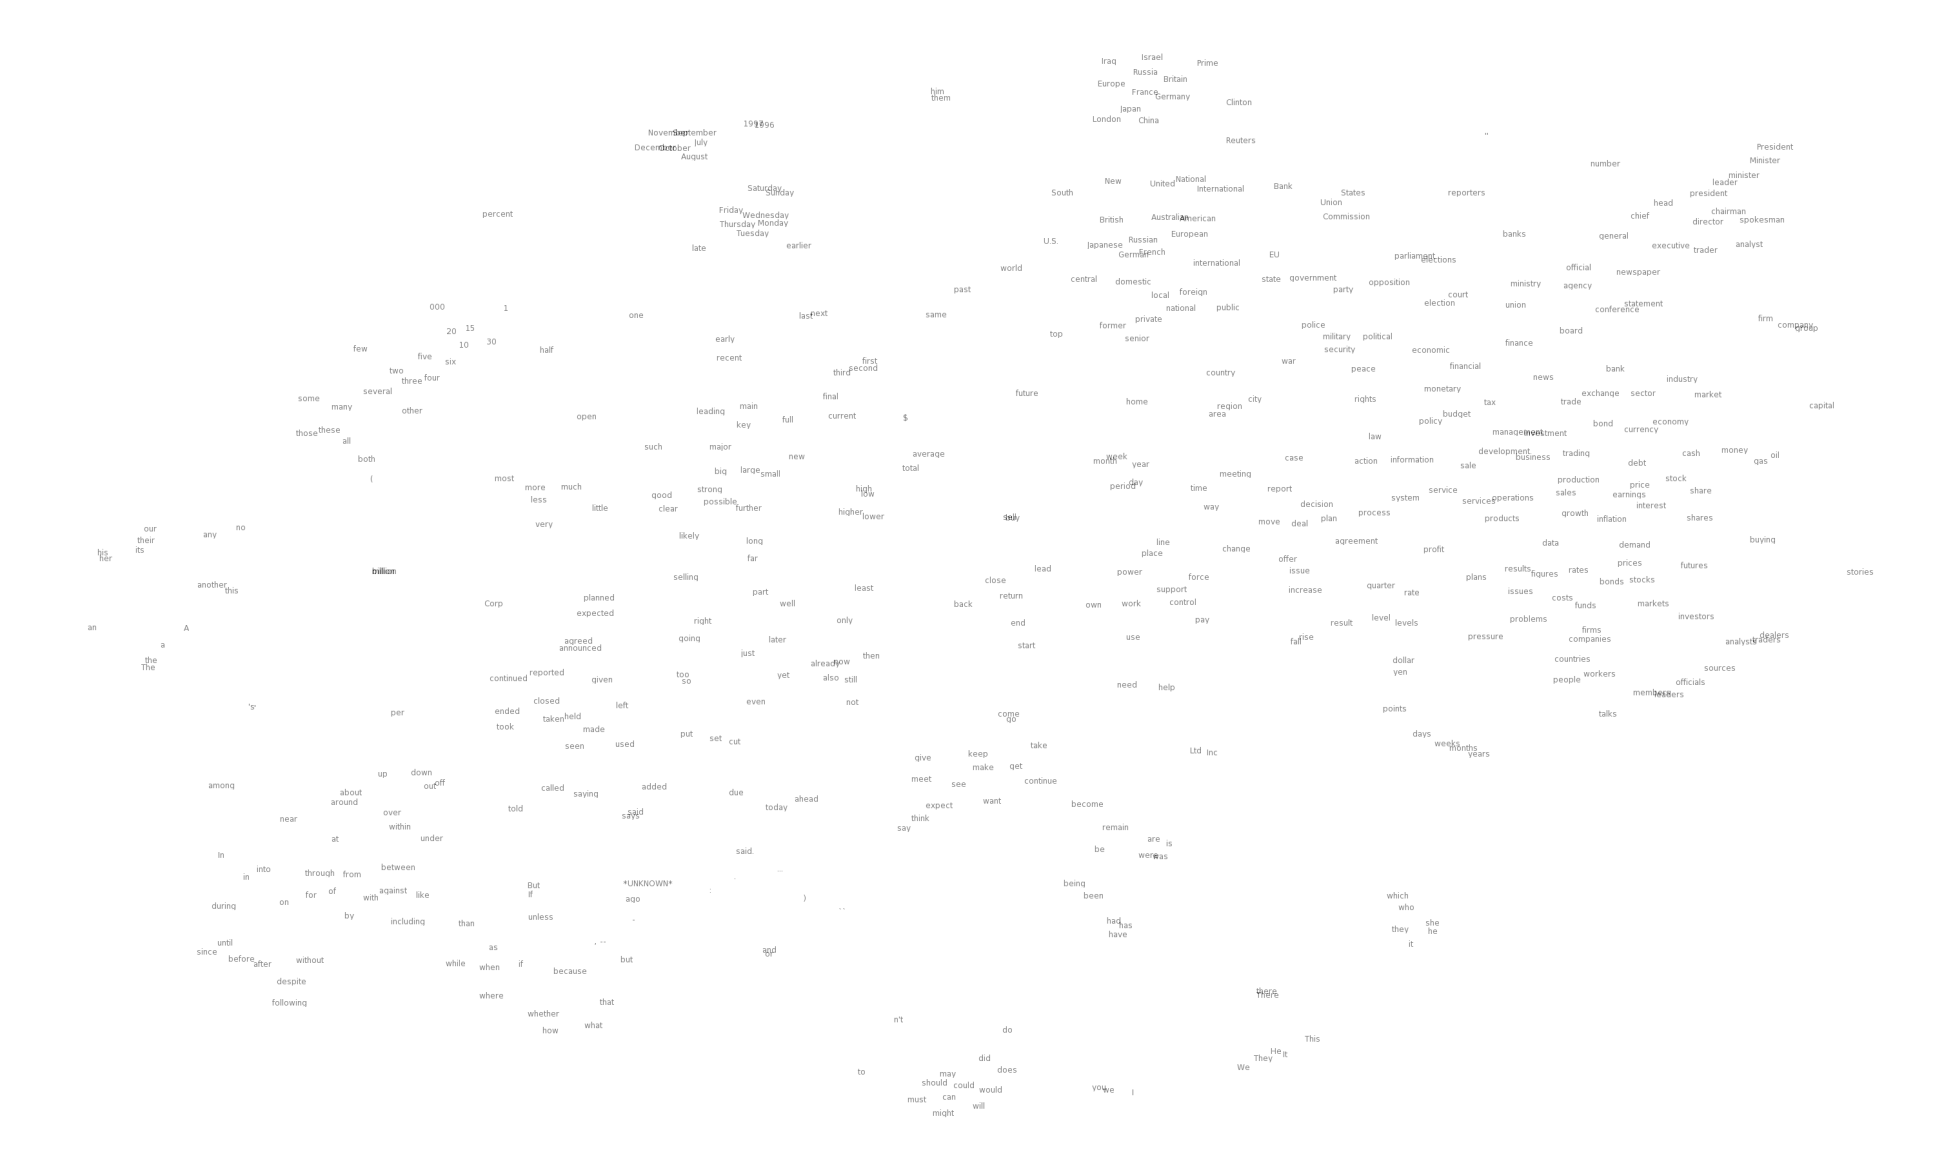 Iraq Israel Prime
Russia
Europe Britain
him France Germany
them Clinton
Japan
London China
1997 1996
November September "
July Reuters
December October President
August Minister
number
minister
Saturday New United National International Bank leader
Sunday South States reporters president
Union head
Friday Wednesday chairman
percent British Australian American Commission chief director spokesman
Thursday Monday
Tuesday European banks general
U.S. Japanese Russian executive analyst
late earlier German French EU parliament trader
elections
world international official newspaper
central domestic state government opposition ministry agency
past local foreign party court
000 1 national public election union conference statement
one last next same firm
20 15 former private police company group
top senior military political board
10 30 early security economic finance
few half
five six recent first war peace financial bank
two second country news industry
three four third
several monetary exchange sector market
some final future home city rights tax trade
many other leading main region capital
open current $ area budget
key full policy bond economy
those these law management investment currency
all such major development
both new average week case action information business trading cash money oil
month year sale debt gas
big large small total meeting
( most strong production price stock
more much good high day period time report service sales earnings share
less possible low way decision system services operations interest
little clear further higher lower sell buy move deal plan process products growth inflation shares
our very
any no likely
their long line agreement data demand buying
his its far place change profit
her offer results prices
million billion selling lead power force issue plans figures rates futures stories
another close bonds stocks
this part least support increase quarter rate issues
planned return costs
Corp well back own work control funds markets
expected
an A right only end pay result level levels problems investors
agreed going later use fall rise pressure firms
a announced start companies analysts traders dealers
the just already now then dollar countries
The reported too yet also still yen people workers sources
continued given so need help officials
closed left even not members leaders
's per ended taken held come points talks
took made go
put set cut days
seen used take weeks
give keep Ltd Inc months years
up down make get
among off meet see continue
about out called saying added due
around ahead
told said today expect want become
near over says think
within say remain
at under are is
In said. be were was
into through from between --
in But *UNKNOWN* . being
If :
for of with against like ago ) been which
on who
during by including unless - had has she
than have they he
until , -- it
since as and or
before after without while when if because but
despite
there
following where that There
whether n't
how what do
This
did He It
to may does They
should could We
would you we I
must can
might will